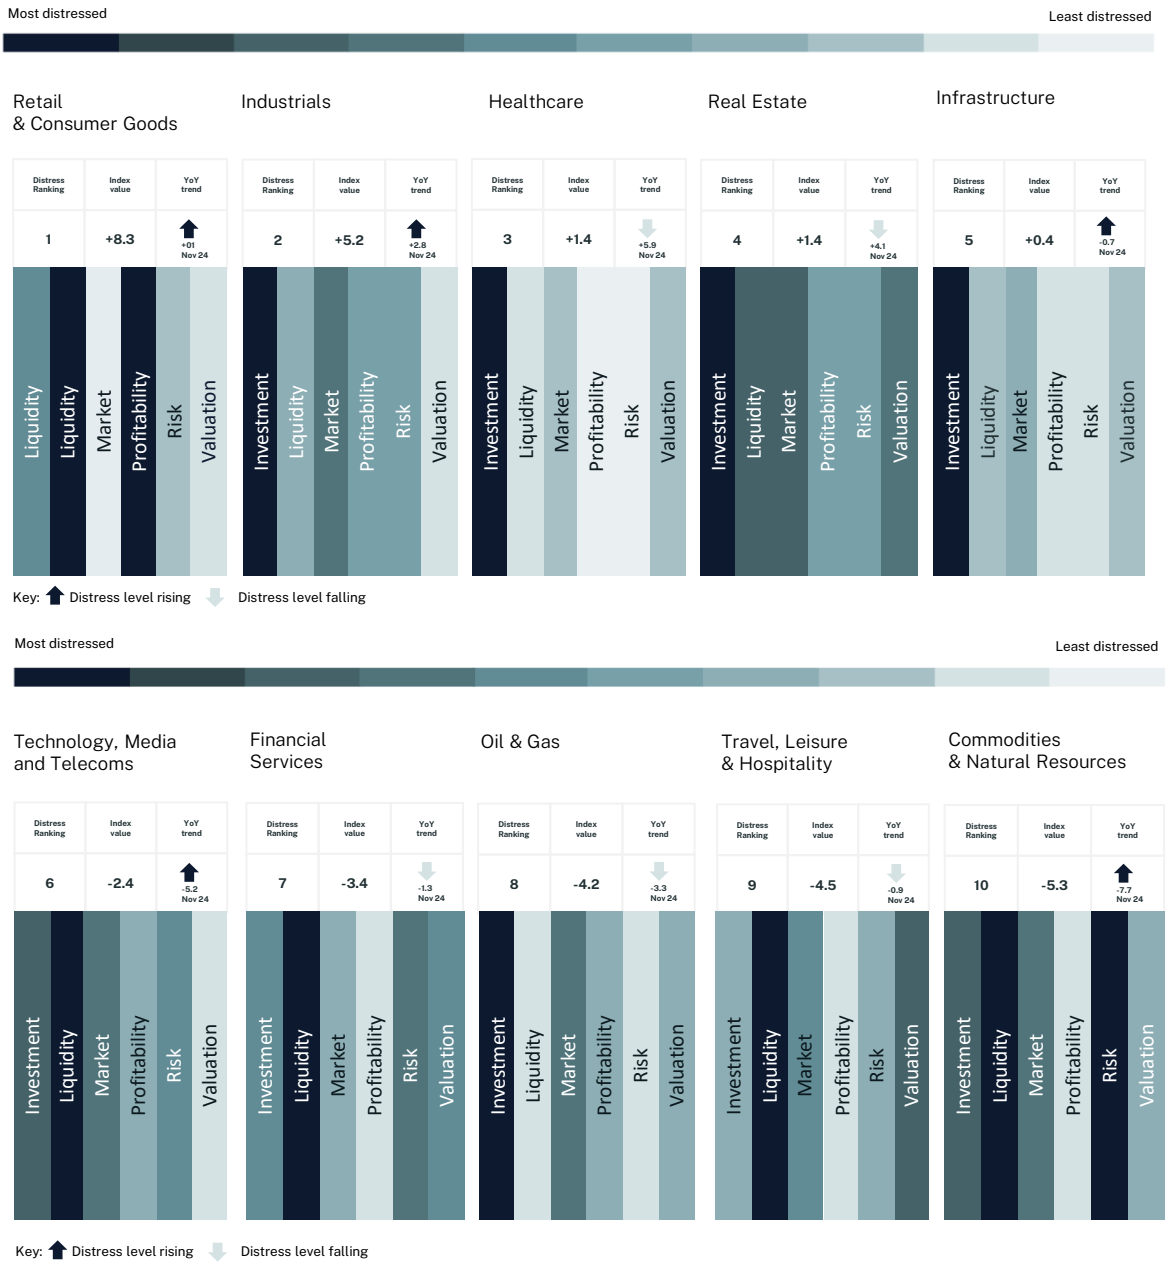 Most distressed
Least distressed
Retail
& Consumer Goods
Industrials
Healthcare
Real Estate
Infrastructure
Distress
Ranking
Index
value
YoY
trend
Distress
Ranking
Index
value
YoY
trend
Distress
Ranking
Index
value
YoY
trend
Distress
Ranking
Index
value
YoY
trend
Distress
Ranking
Index
value
YoY
trend
1
+8.3
+01
Nov 24
2
+5.2
+2.8
Nov 24
3
+1.4
+5.9
Nov 24
4
+1.4
+4.1
Nov 24
5
+0.4
-0.7
Nov 24
Liquidity
Liquidity
Market
Profitability
Risk
Valuation
Investment
Liquidity
Market
Profitability
Risk
Valuation
Investment
Liquidity
Market
Profitability
Risk
Valuation
Investment
Liquidity
Market
Profitability
Risk
Valuation
Investment
Liquidity
Market
Profitability
Risk
Valuation
Key: Distress level rising Distress level falling
Most distressed
Least distressed
Technology, Media
and Telecoms
Financial
Services
Oil & Gas
Travel, Leisure
& Hospitality
Commodities
& Natural Resources
Distress
Ranking
Index
value
YoY
trend
Distress
Ranking
Index
value
YoY
trend
Distress
Ranking
Index
value
YoY
trend
Distress
Ranking
Index
value
YoY
trend
Distress
Ranking
Index
value
YoY
trend
6
-2.4
-5.2
Nov 24
7
-3.4
-1.3
Nov 24
8
-4.2
-3.3
Nov 24
9
-4.5
-0.9
Nov 24
10
-5.3
-7.7
Nov 24
Investment
Liquidity
Market
Profitability
Risk
Valuation
Investment
Liquidity
Market
Profitability
Risk
Valuation
Investment
Liquidity
Market
Profitability
Risk
Valuation
Investment
Liquidity
Market
Profitability
Risk
Valuation
Investment
Liquidity
Market
Profitability
Risk
Valuation
Key: Distress level rising Distress level falling